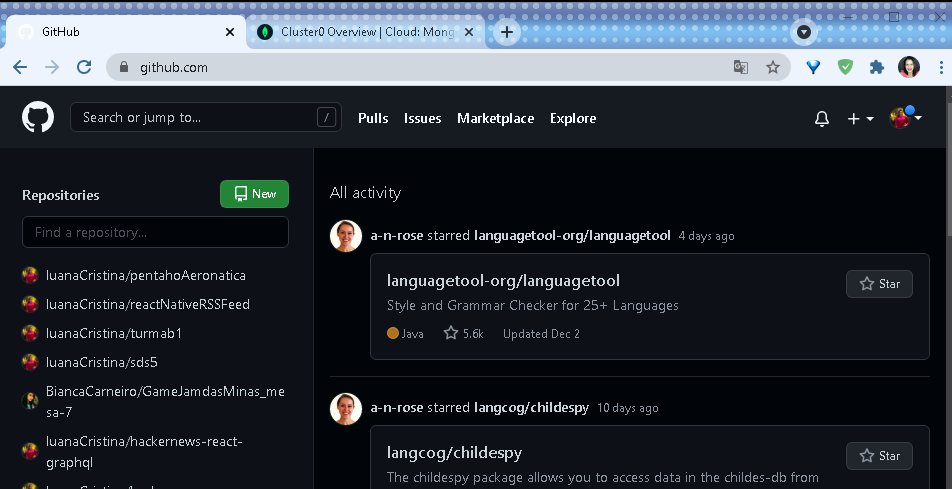 GitHub
Cluster0 Overview | Cloud: Mong
github.com
Search or jump to...
/
Pulls
Issues
Marketplace
Explore
Repositories
New
Find a repository...
luanaCristina/pentahoAeronatica
luanaCristina/reactNativeRSSFeed
luanaCristina/turmab1
luanaCristina/sds5
BiancaCarneiro/GameJamdasMinas_me
sa-7
luanaCristina/hackernews-react-
graphql
All activity
a-n-rose starred languagetool-org/languagetool 4 days ago
languagetool-org/languagetool
Star
Style and Grammar Checker for 25+ Languages
Java 5.6k Updated Dec 2
a-n-rose starred langcog/childespy 10 days ago
langcog/childespy
Star
The childespy package allows you to access data in the childes-db from